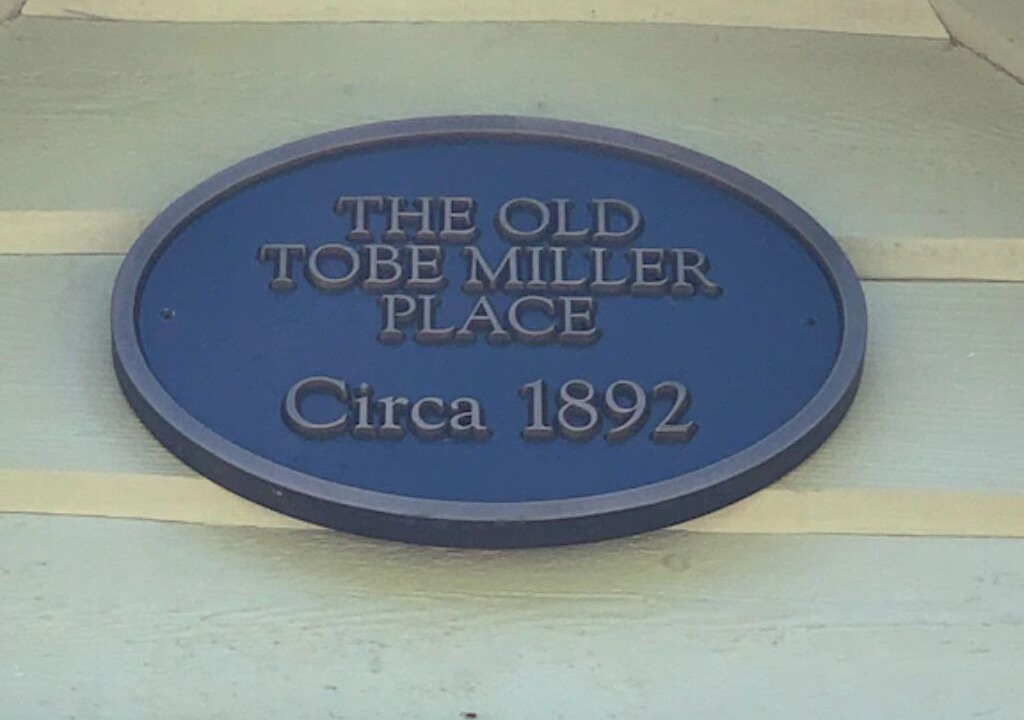 THE OLD
TOBE MILLER
PLACE
Circa 1892